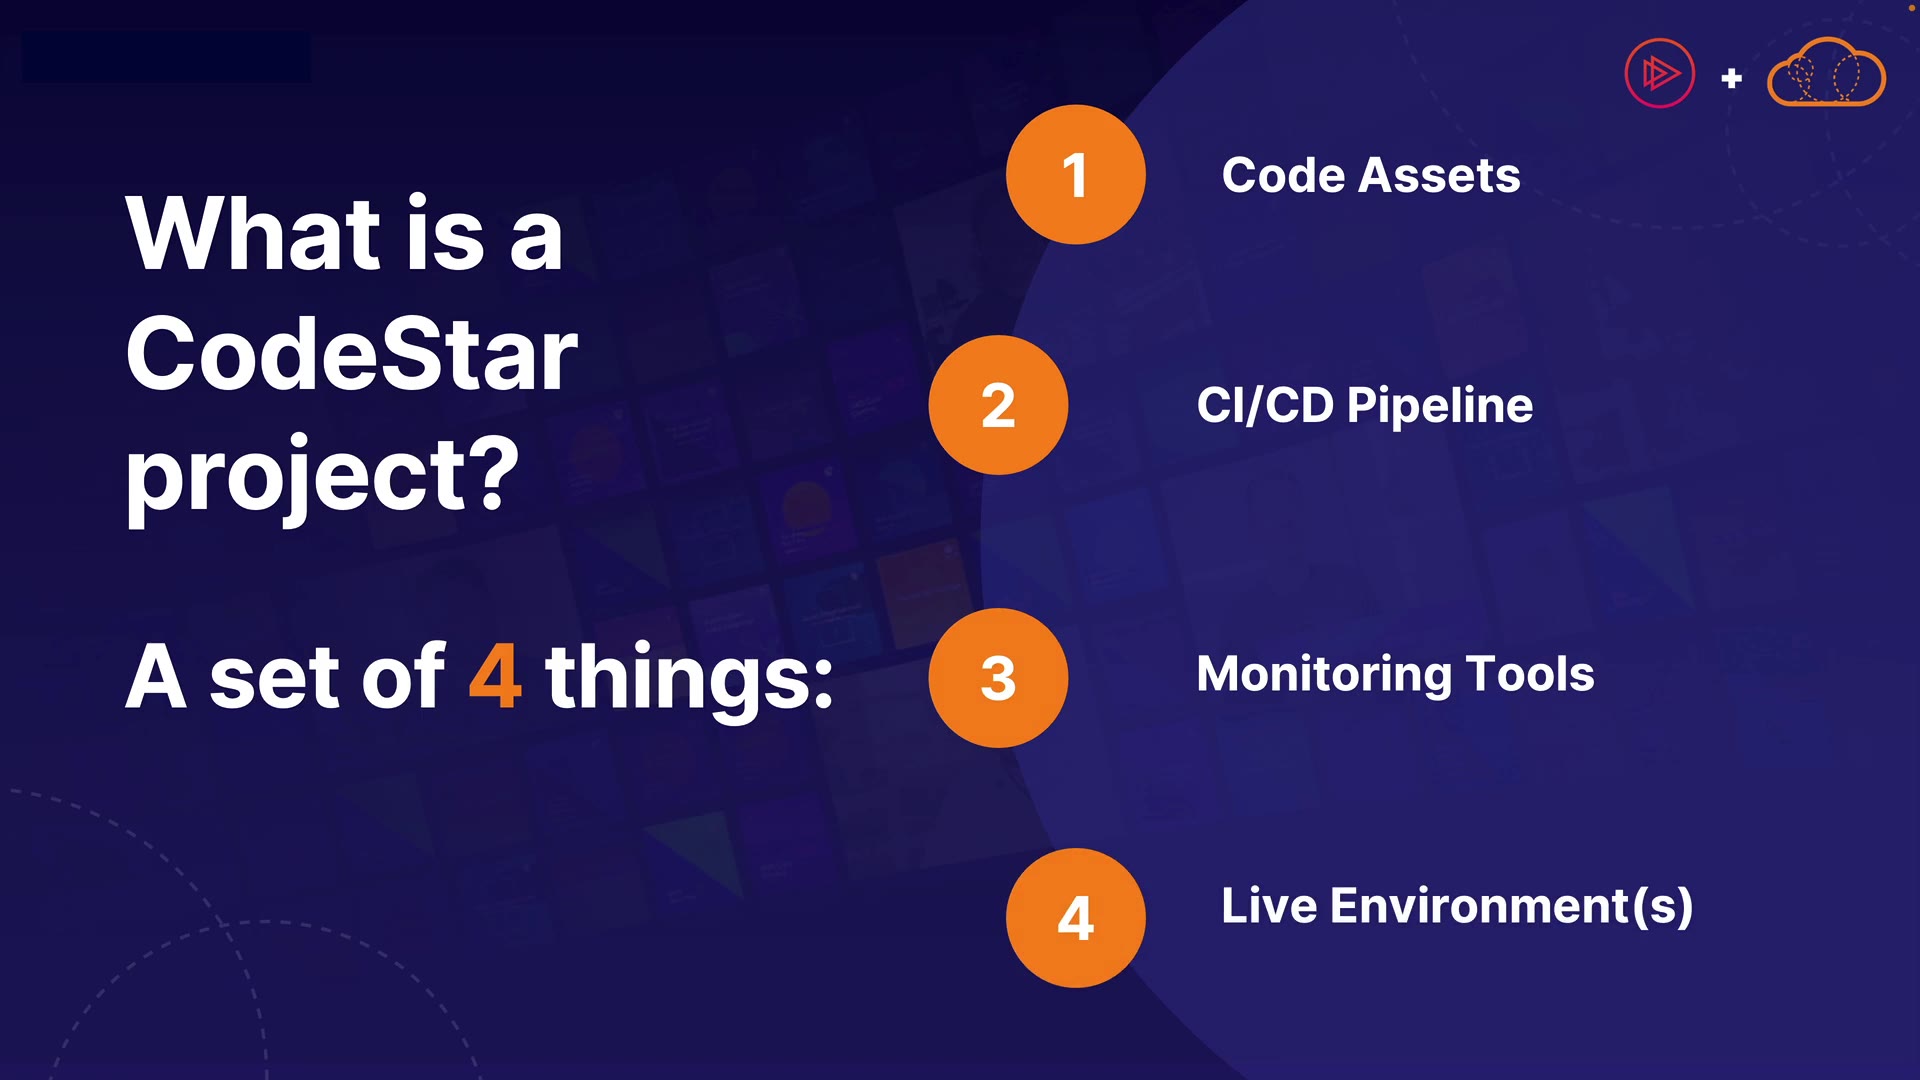 What is a
CodeStar
project?
A set of 4 things:
1
Code Assets
2
CI/CD Pipeline
3
Monitoring Tools
4
Live Environment(s)
+